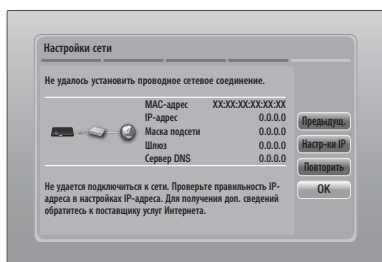 Настройки сети
Не удалось установить проводное сетевое соединение.
MAC-адрес XX:XX:XX:XX:XX:XX
IP-адрес 0.0.0.0
Маска подсети 0.0.0.0
Шлюз 0.0.0.0
Сервер DNS 0.0.0.0
Предыдущ.
Настр-ки IP
Повторить
OK
Не удается подключиться к сети. Проверьте правильность IP-
адреса в настройках IP-адреса. Для получения доп. сведений
обратитесь к поставщику услуг Интернета.